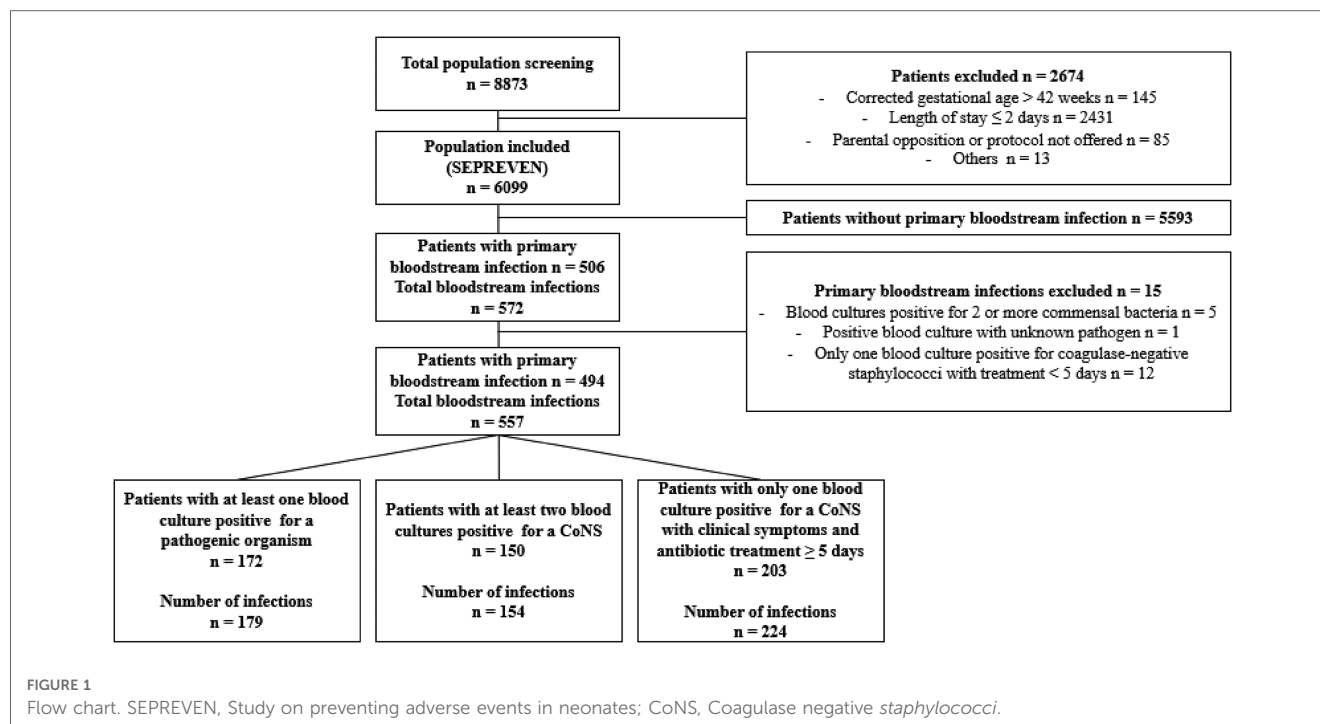 Total population screening
n = 8873
Patients excluded n = 2674
- Corrected gestational age > 42 weeks n = 145
- Length of stay ≤ 2 days n = 2431
- Parental opposition or protocol not offered n = 85
- Others n = 13
Population included
(SEPREVEN)
n = 6099
Patients without primary bloodstream infection n = 5593
Patients with primary
bloodstream infection n = 506
Total bloodstream infections
n = 572
Primary bloodstream infections excluded n = 15
- Blood cultures positive for 2 or more commensal bacteria n = 5
- Positive blood culture with unknown pathogen n = 1
- Only one blood culture positive for coagulase-negative
staphylococci with treatment < 5 days n = 12
Patients with primary
bloodstream infection n = 494
Total bloodstream infections
n = 557
Patients with at least one blood
culture positive for a
pathogenic organism
n = 172
Number of infections
n = 179
Patients with at least two blood
cultures positive for a CoNS
n = 150
Number of infections
n = 154
Patients with only one blood
culture positive for a CoNS
with clinical symptoms and
antibiotic treatment ≥ 5 days
n = 203
Number of infections
n = 224
FIGURE 1
Flow chart. SEPREVEN, Study on preventing adverse events in neonates; CoNS, Coagulase negative staphylococci.